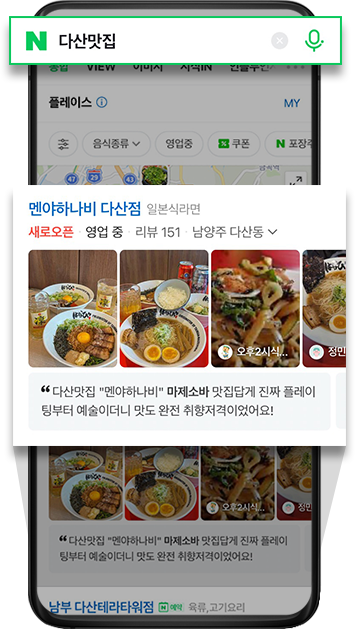 N 다산맛집
통합 VIEW 이미지 지식iN 인플루언서
플레이스
MY
음식종류 영업중 쿠폰 N 포장주
43
29
멘야하나비 다산점 일본식라면
새로오픈 · 영업 중 · 리뷰 151 · 남양주 다산동
오후2시식...
정민
❝ 다산맛집 "멘야하나비" 마제소바 맛집답게 진짜 플레이
팅부터 예술이더니 맛도 완전 취향저격이었어요!
오후2시식...
정민
❝ 다산맛집 "멘야하나비" 마제소바 맛집답게 진짜 플레이
팅부터 예술이더니 맛도 완전 취향저격이었어요!
남부 다산테라타워점 N 예약 육류,고기요리